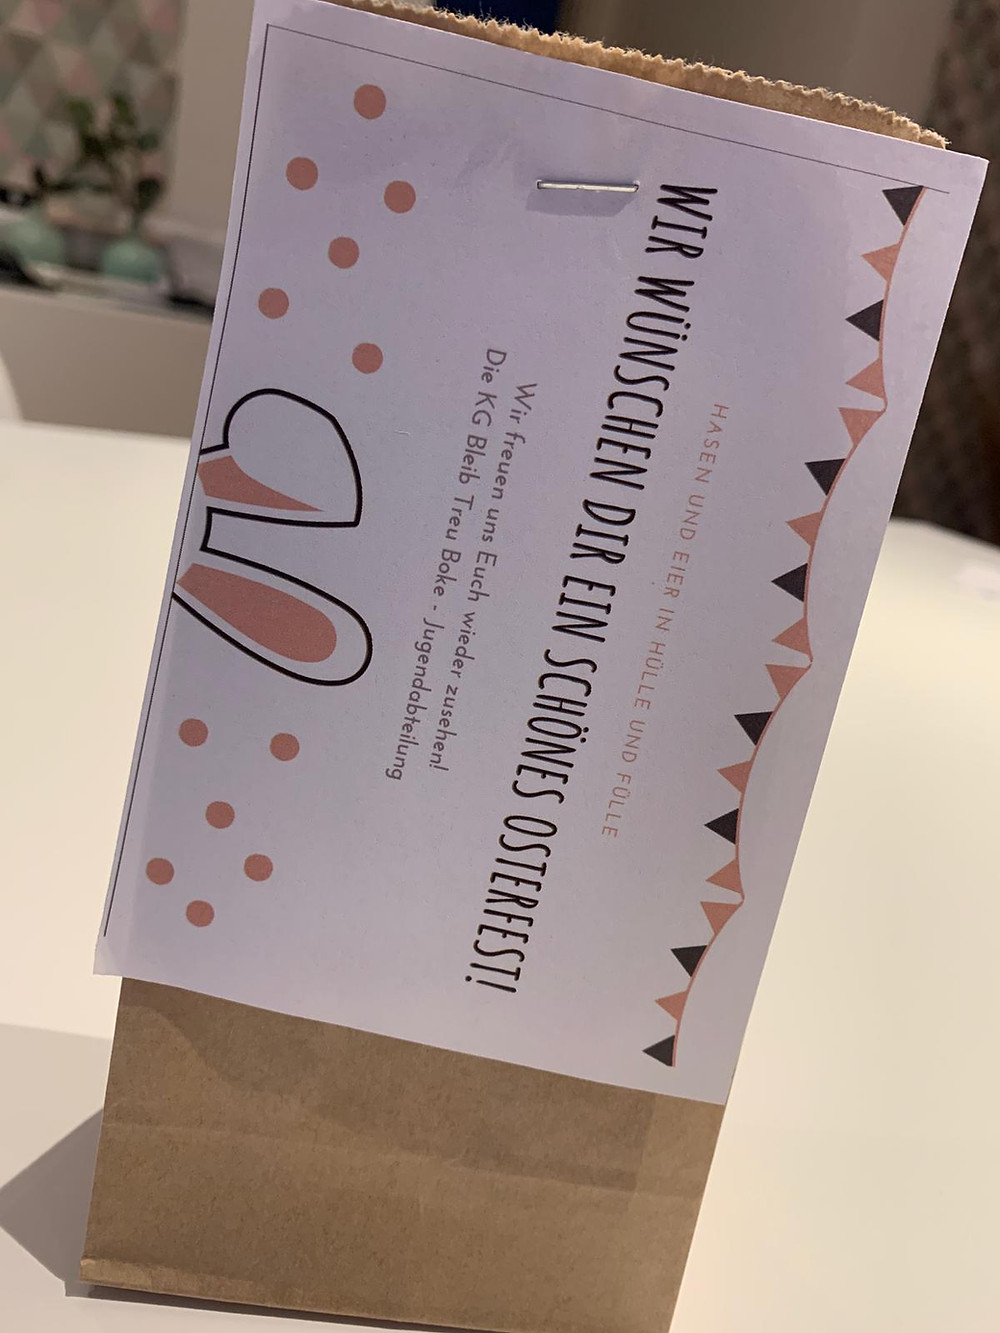 HASEN UND EIER IN HÜLLE UND FÜLLE
WIR WÜNSCHEN DIR EIN SCHÖNES OSTERFEST!
Wir freuen uns Euch wieder zusehen!
Die KG Bleib Treu Boke - Jugendabteilung